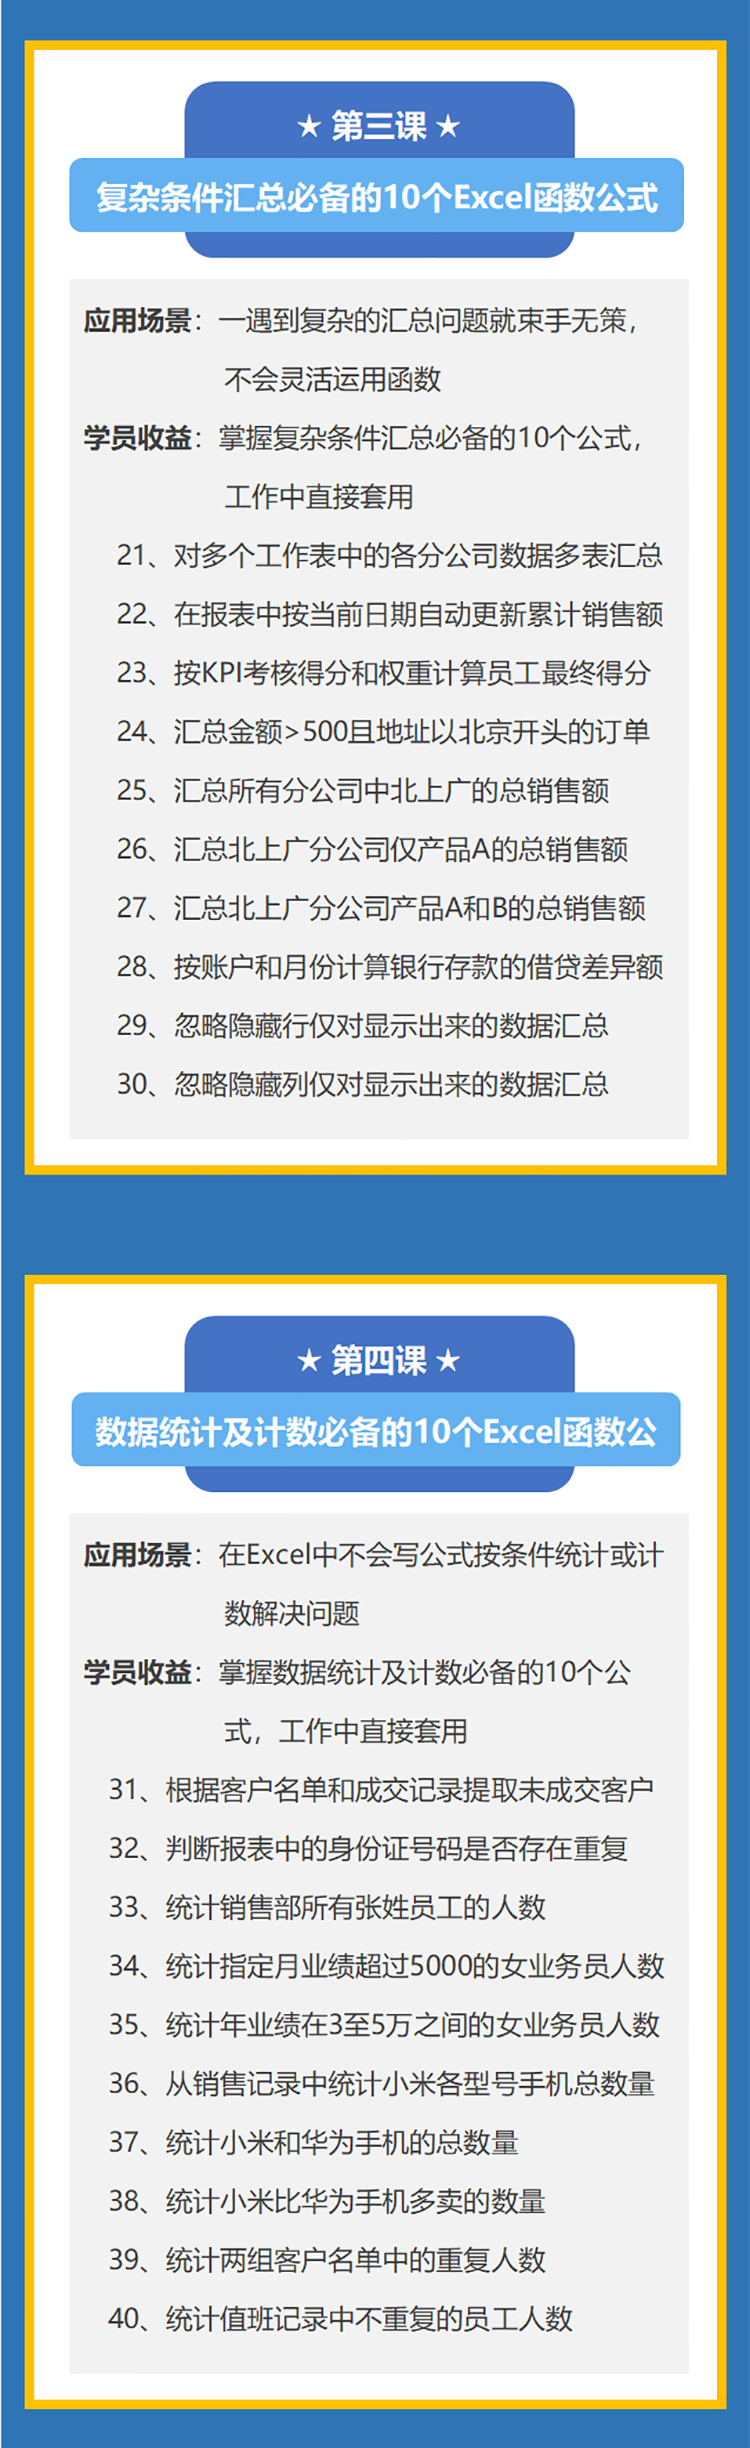 ★ 第三课 ★
复杂条件汇总必备的10个Excel函数公式
应用场景：一遇到复杂的汇总问题就束手无策，
不会灵活运用函数
学员收益：掌握复杂条件汇总必备的10个公式，
工作中直接套用
21、对多个工作表中的各分公司数据多表汇总
22、在报表中按当前日期自动更新累计销售额
23、按KPI考核得分和权重计算员工最终得分
24、汇总金额>500且地址以北京开头的订单
25、汇总所有分公司中北上广的总销售额
26、汇总北上广分公司仅产品A的总销售额
27、汇总北上广分公司产品A和B的总销售额
28、按账户和月份计算银行存款的借贷差异额
29、忽略隐藏行仅对显示出来的数据汇总
30、忽略隐藏列仅对显示出来的数据汇总
★ 第四课 ★
数据统计及计数必备的10个Excel函数公
应用场景：在Excel中不会写公式按条件统计或计
数解决问题
学员收益：掌握数据统计及计数必备的10个公
式，工作中直接套用
31、根据客户名单和成交记录提取未成交客户
32、判断报表中的身份证号码是否存在重复
33、统计销售部所有张姓员工的人数
34、统计指定月业绩超过5000的女业务员人数
35、统计年业绩在3至5万之间的女业务员人数
36、从销售记录中统计小米各型号手机总数量
37、统计小米和华为手机的总数量
38、统计小米比华为手机多卖的数量
39、统计两组客户名单中的重复人数
40、统计值班记录中不重复的员工人数